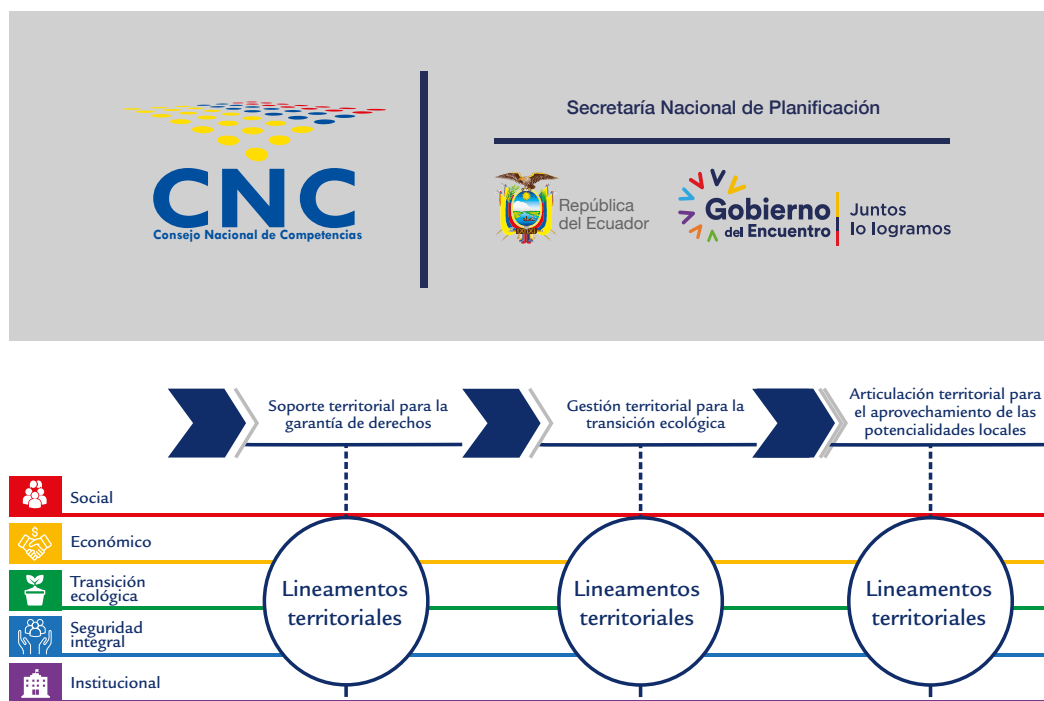 Secretaría Nacional de Planificación
CNC
Consejo Nacional de Competencias
República
del Ecuador
Gobierno
del Encuentro
Juntos
lo logramos
Soporte territorial para la
garantía de derechos
Gestión territorial para la
transición ecológica
Articulación territorial para
el aprovechamiento de las
potencialidades locales
Social
Económico
Transición
ecológica
Seguridad
integral
Institucional
Lineamentos
territoriales
Lineamentos
territoriales
Lineamentos
territoriales